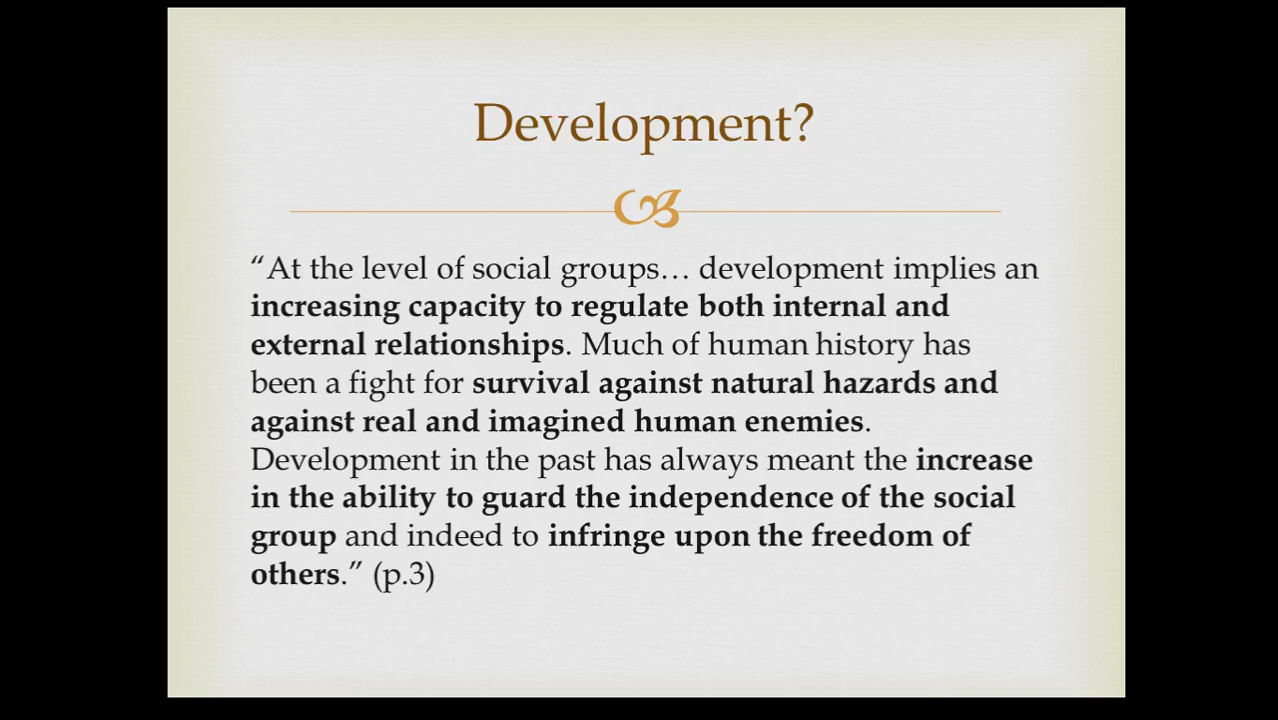 Development?
“At the level of social groups… development implies an
increasing capacity to regulate both internal and
external relationships. Much of human history has
been a fight for survival against natural hazards and
against real and imagined human enemies.
Development in the past has always meant the increase
in the ability to guard the independence of the social
group and indeed to infringe upon the freedom of
others.” (p.3)